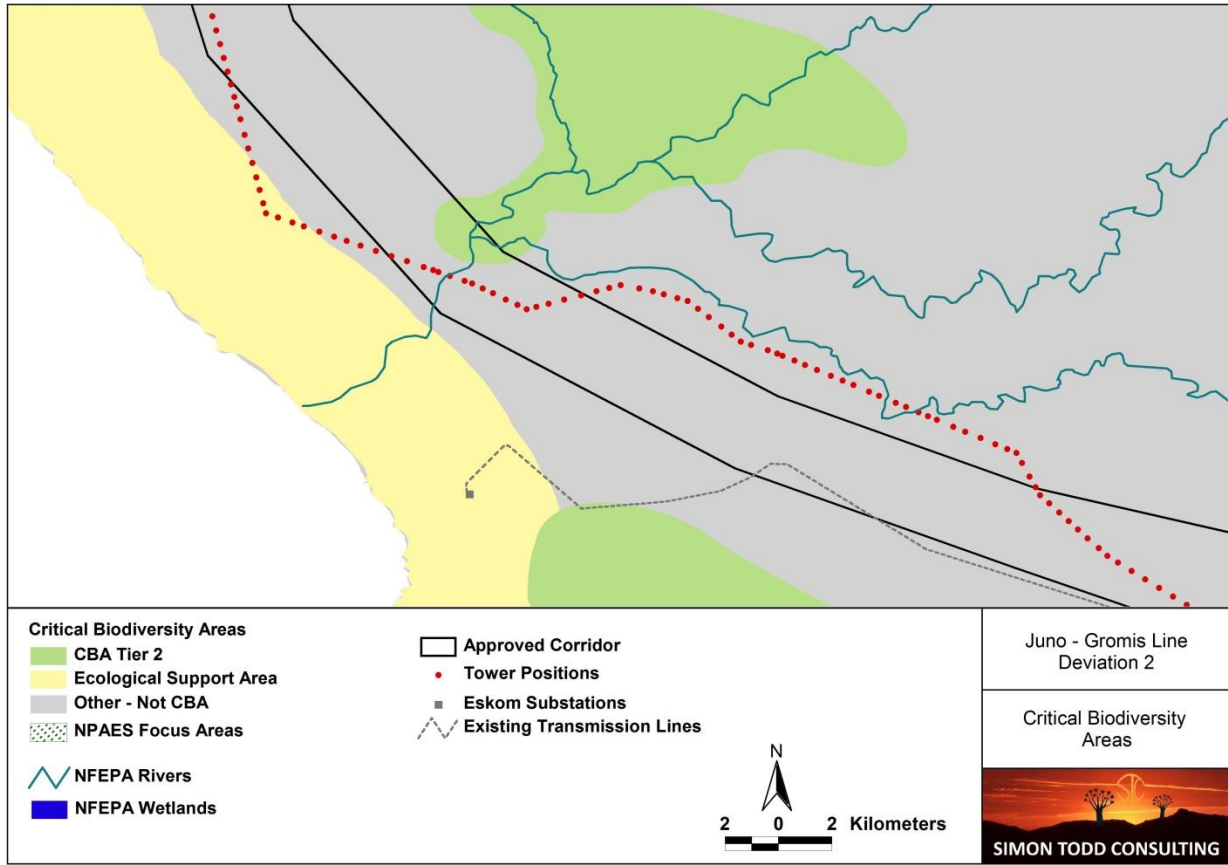 Critical Biodiversity Areas
CBA Tier 2
Ecological Support Area
Other - Not CBA
NPAES Focus Areas
NFEPA Rivers
NFEPA Wetlands
Approved Corridor
Tower Positions
Eskom Substations
Existing Transmission Lines
N
2 0 2 Kilometers
Juno - Gromis Line
Deviation 2
Critical Biodiversity
Areas
SIMON TODD CONSULTING